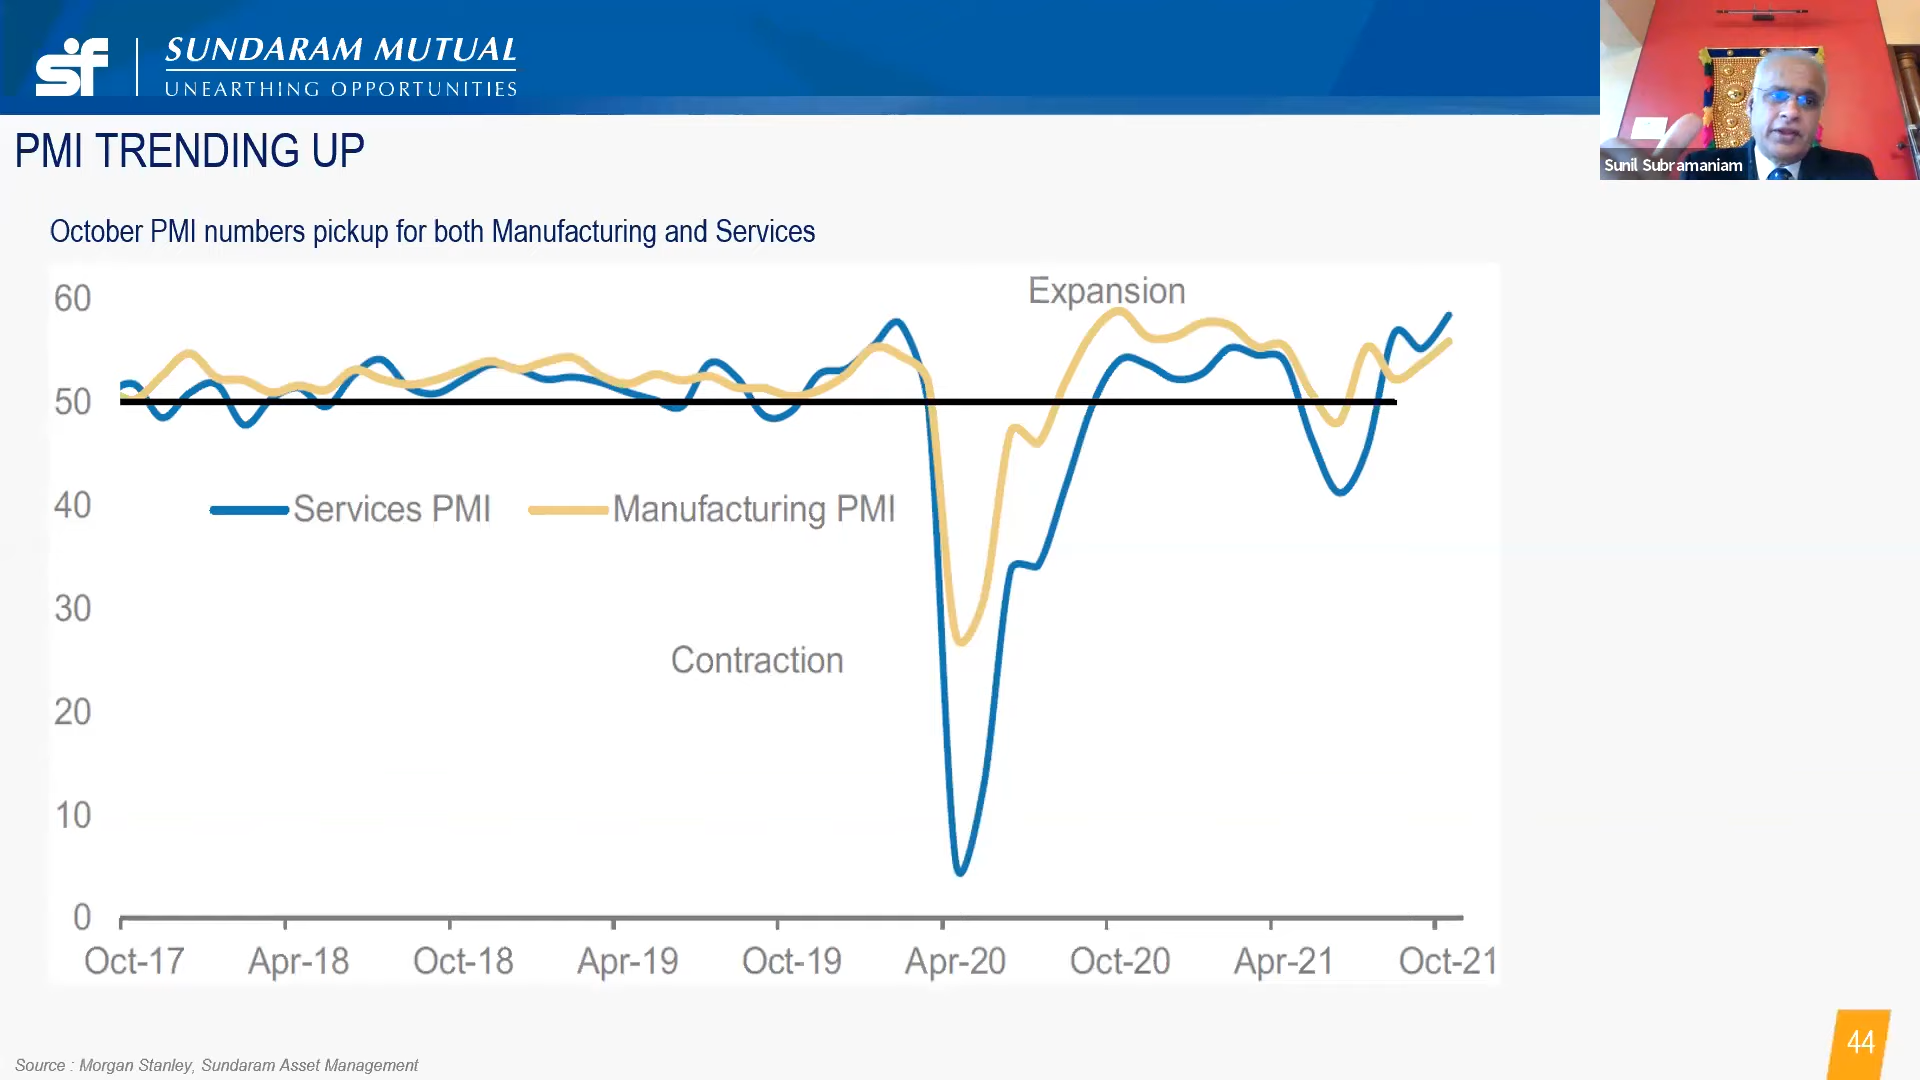 sf
SUNDARAM MUTUAL
UNEARTHING OPPORTUNITIES
Sunil Subramaniam
PMI TRENDING UP
October PMI numbers pickup for both Manufacturing and Services
60
50
40
30
20
10
0
Expansion
Services PMI
Manufacturing PMI
Contraction
Oct-17
Apr-18
Oct-18
Apr-19
Oct-19
Apr-20
Oct-20
Apr-21
Oct-21
44
Source : Morgan Stanley, Sundaram Asset Management